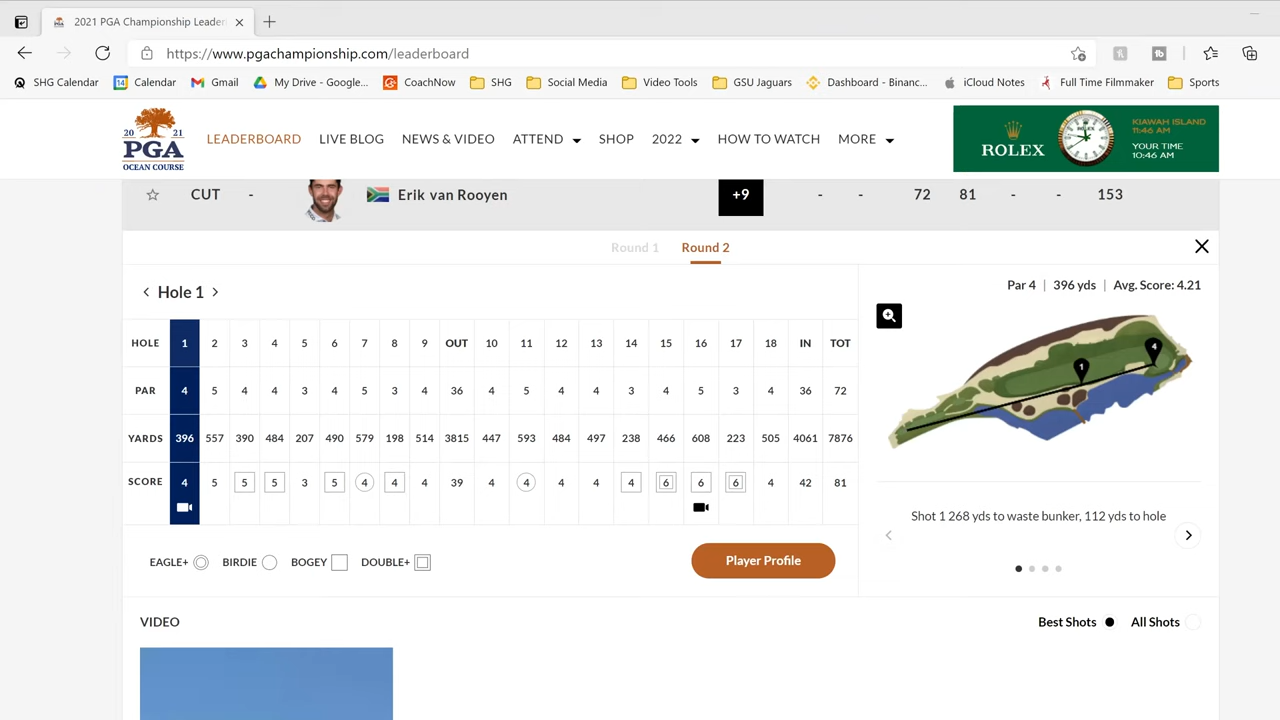 2021 PGA Championship Leader
https://www.pgachampionship.com/leaderboard
SHG Calendar Calendar Gmail My Drive - Google... CoachNow SHG Social Media Video Tools GSU Jaguars Dashboard - Binanc... iCloud Notes Full Time Filmmaker Sports
20 21
PGA
OCEAN COURSE
LEADERBOARD LIVE BLOG NEWS & VIDEO ATTEND SHOP 2022 HOW TO WATCH MORE
ROLEX
KIAWAH ISLAND
11:46 AM
YOUR TIME
10:46 AM
CUT - Erik van Rooyen +9 - - 72 81 - - 153
Round 1 Round 2
Hole 1
HOLE 1 2 3 4 5 6 7 8 9 OUT 10 11 12 13 14 15 16 17 18 IN TOT
PAR 4 5 4 4 3 4 5 3 4 36 4 5 4 4 3 4 5 3 4 36 72
YARDS 396 557 390 484 207 490 579 198 514 3815 447 593 484 497 238 466 608 223 505 4061 7876
SCORE 4 5 5 5 3 5 4 4 4 39 4 4 4 4 4 6 6 6 4 42 81
EAGLE+ BIRDIE BOGEY DOUBLE+
Player Profile
Par 4 | 396 yds | Avg. Score: 4.21
1 4
Shot 1 268 yds to waste bunker, 112 yds to hole
VIDEO
Best Shots All Shots